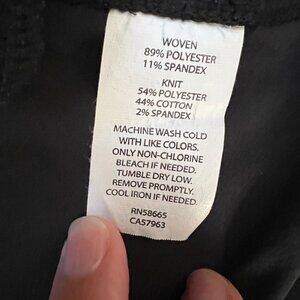 WOVEN
89% POLYESTER
11% SPANDEX
KNIT
54% POLYESTER
44% COTTON
2% SPANDEX
MACHINE WASH COLD
WITH LIKE COLORS.
ONLY NON-CHLORINE
BLEACH IF NEEDED.
TUMBLE DRY LOW.
REMOVE PROMPTLY.
COOL IRON IF NEEDED.
RN58665
CA57963